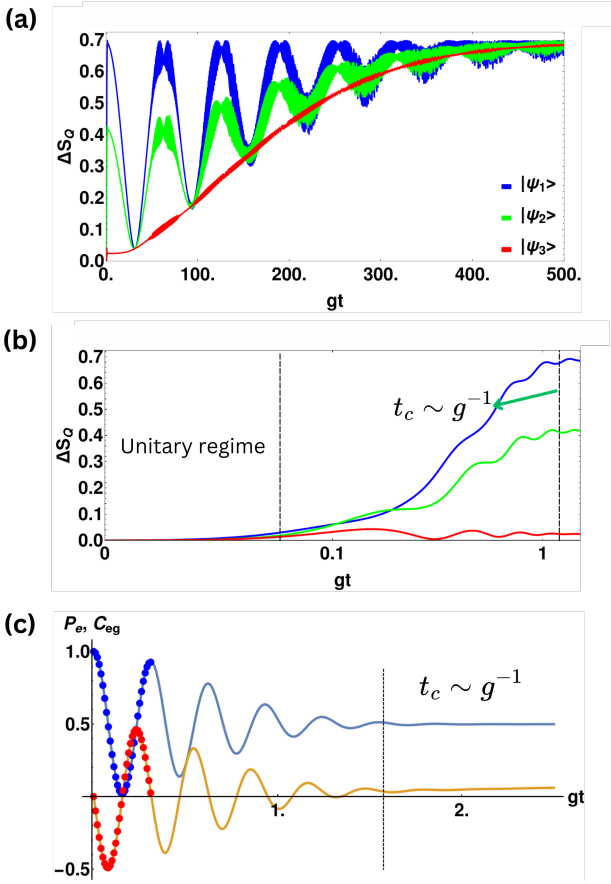 (a)
0.7
0.6
0.5
0.4
0.3
0.2
0.1
0.0
ΔS_Q
|ψ₁>
|ψ₂>
|ψ₃>
0. 100. 200. 300. 400. 500.
gt
(b)
0.7
0.6
0.5
0.4
0.3
0.2
0.1
0.0
ΔS_Q
t_c ∼ g⁻¹
Unitary regime
0 0.1 1
gt
(c)
P_e, C_eg
1.0
0.5
-0.5
t_c ∼ g⁻¹
1. 2.
gt